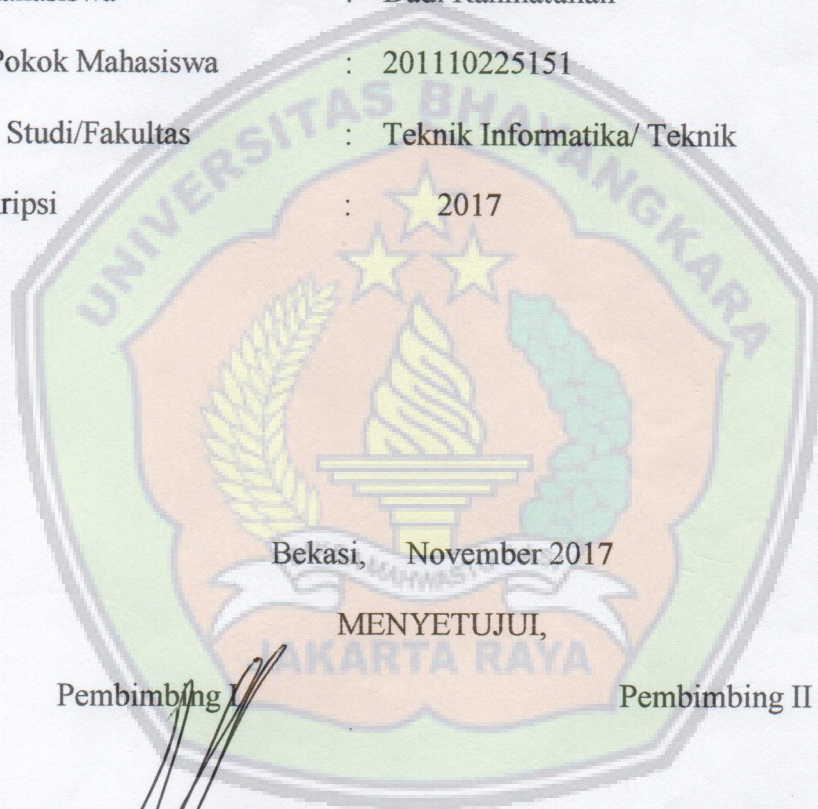 : Rahmatullah
Pokok Mahasiswa : 201110225151
Studi/Fakultas : Teknik Informatika/ Teknik
ripsi : 2017
UNIVERSITAS BHAYANGKARA
Bekasi, November 2017
MENYETUJUI,
JAKARTA RAYA
Pembimbing I Pembimbing II